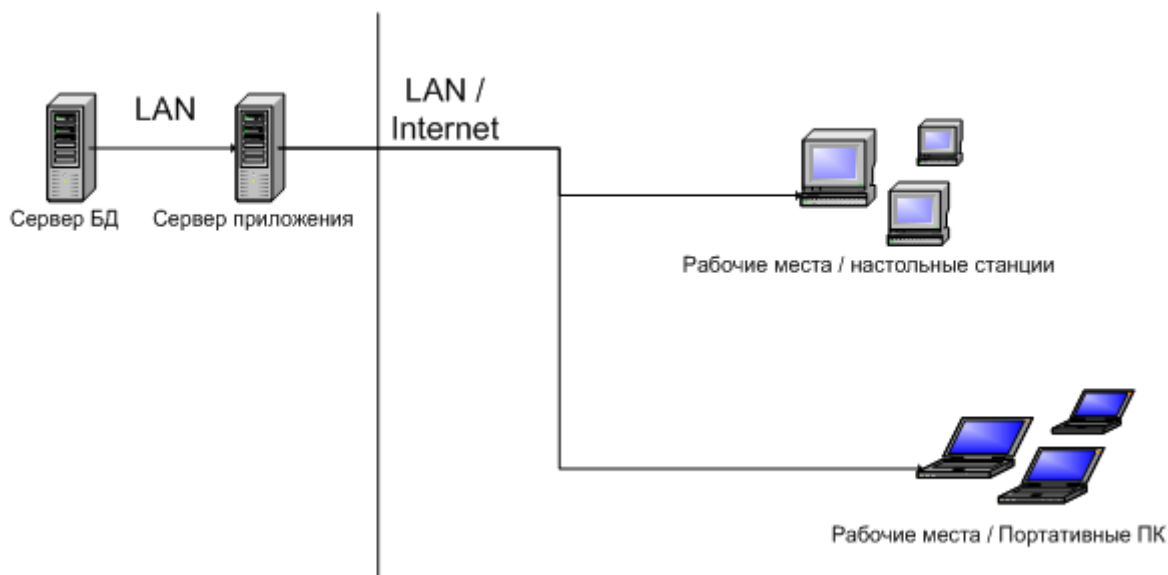 LAN
LAN /
Internet
Сервер БД
Сервер приложения
Рабочие места / настольные станции
Рабочие места / Портативные ПК